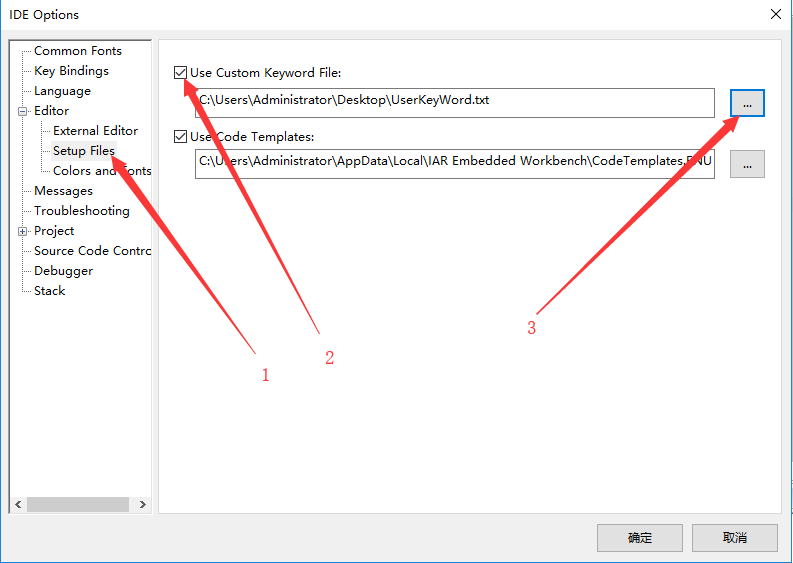 IDE Options
Common Fonts
Key Bindings
Language
Editor
External Editor
Setup Files
Colors and Fonts
Messages
Troubleshooting
Project
Source Code Contro
Debugger
Stack
Use Custom Keyword File:
C:\Users\Administrator\Desktop\UserKeyWord.txt
...
Use Code Templates:
C:\Users\Administrator\AppData\Local\IAR Embedded Workbench\CodeTemplates.ENU
...
1
2
3
确定
取消